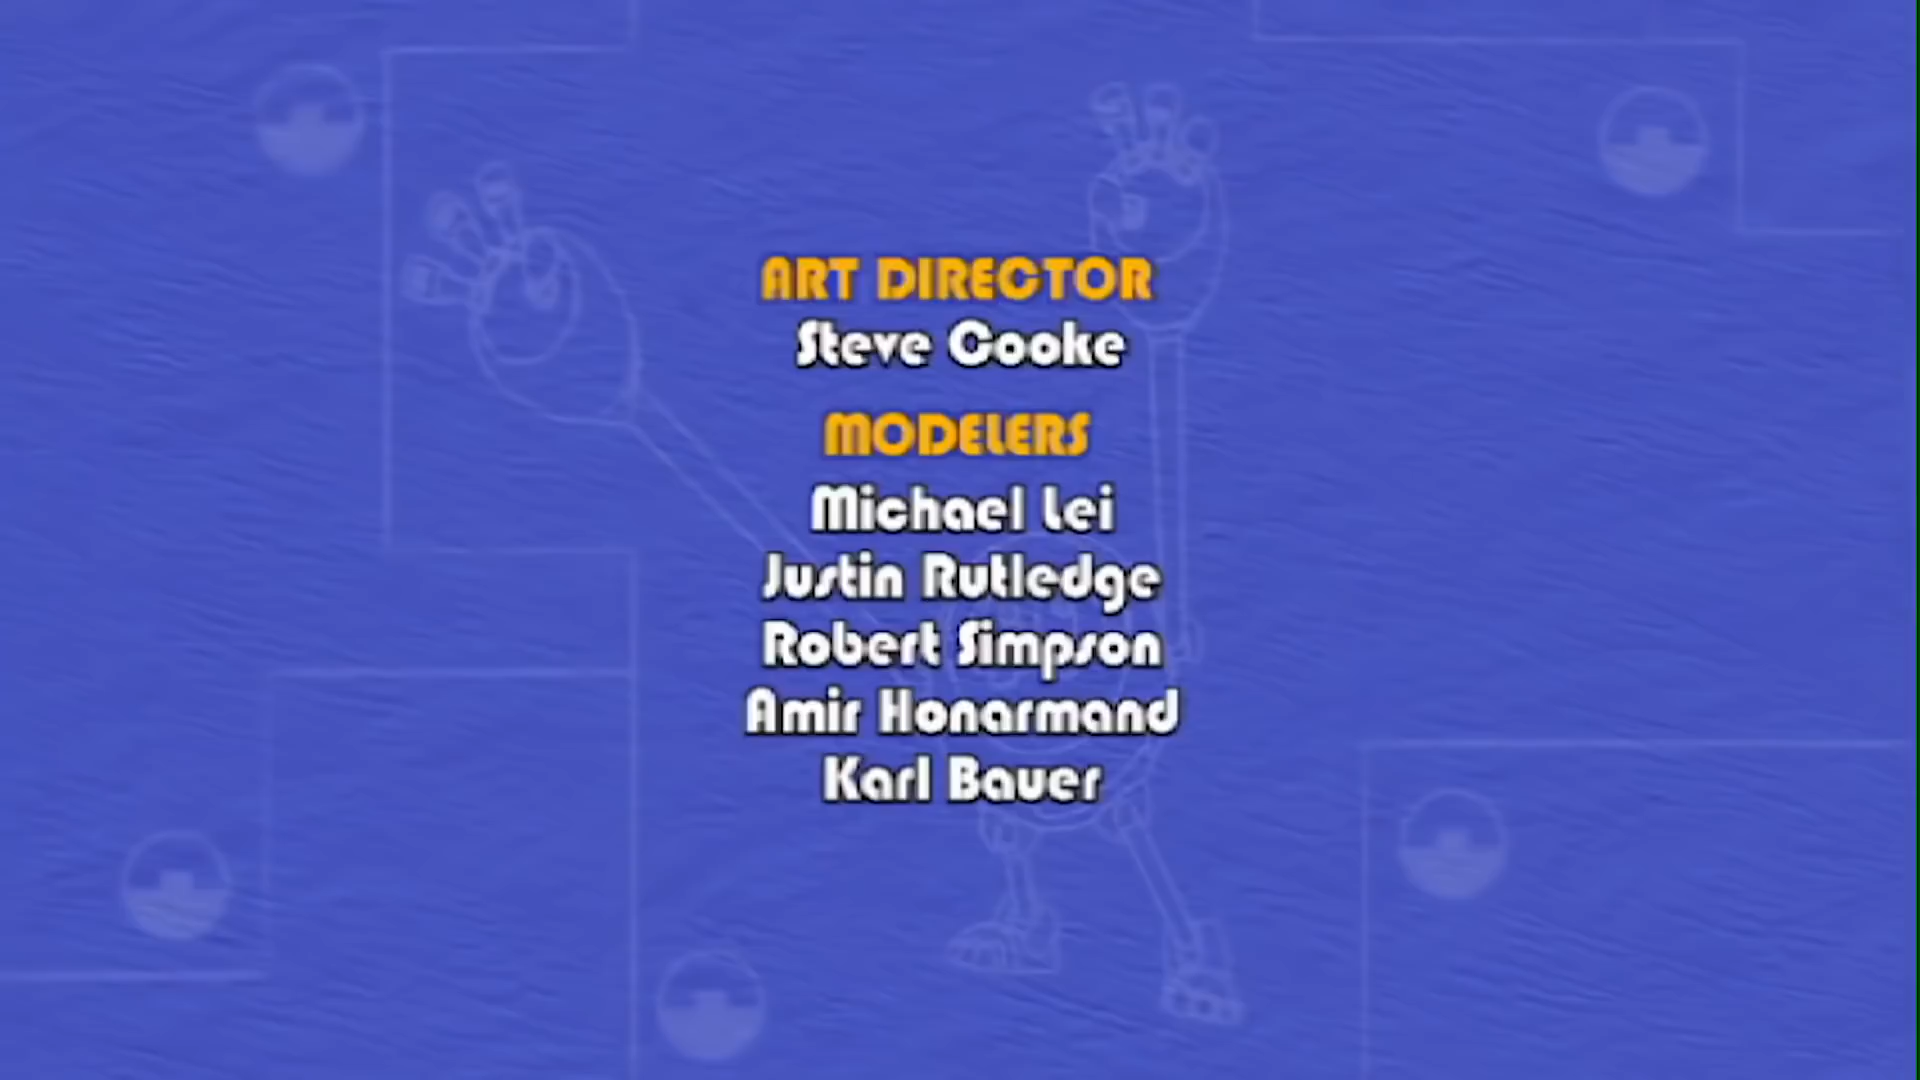 ART DIRECTOR
Steve Cooke
MODELERS
Michael Lei
Justin Rutledge
Robert Simpson
Amir Honarmand
Karl Bauer